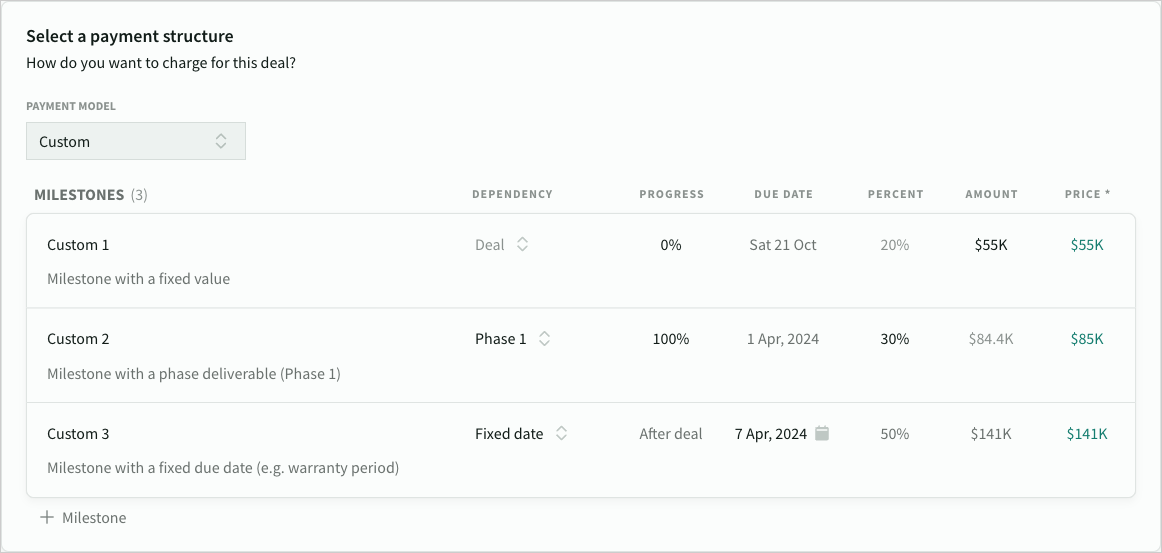 Select a payment structure
How do you want to charge for this deal?
PAYMENT MODEL
Custom
MILESTONES (3) DEPENDENCY PROGRESS DUE DATE PERCENT AMOUNT PRICE *
Custom 1 Deal 0% Sat 21 Oct 20% $55K $55K
Milestone with a fixed value
Custom 2 Phase 1 100% 1 Apr, 2024 30% $84.4K $85K
Milestone with a phase deliverable (Phase 1)
Custom 3 Fixed date After deal 7 Apr, 2024 50% $141K $141K
Milestone with a fixed due date (e.g. warranty period)
+ Milestone